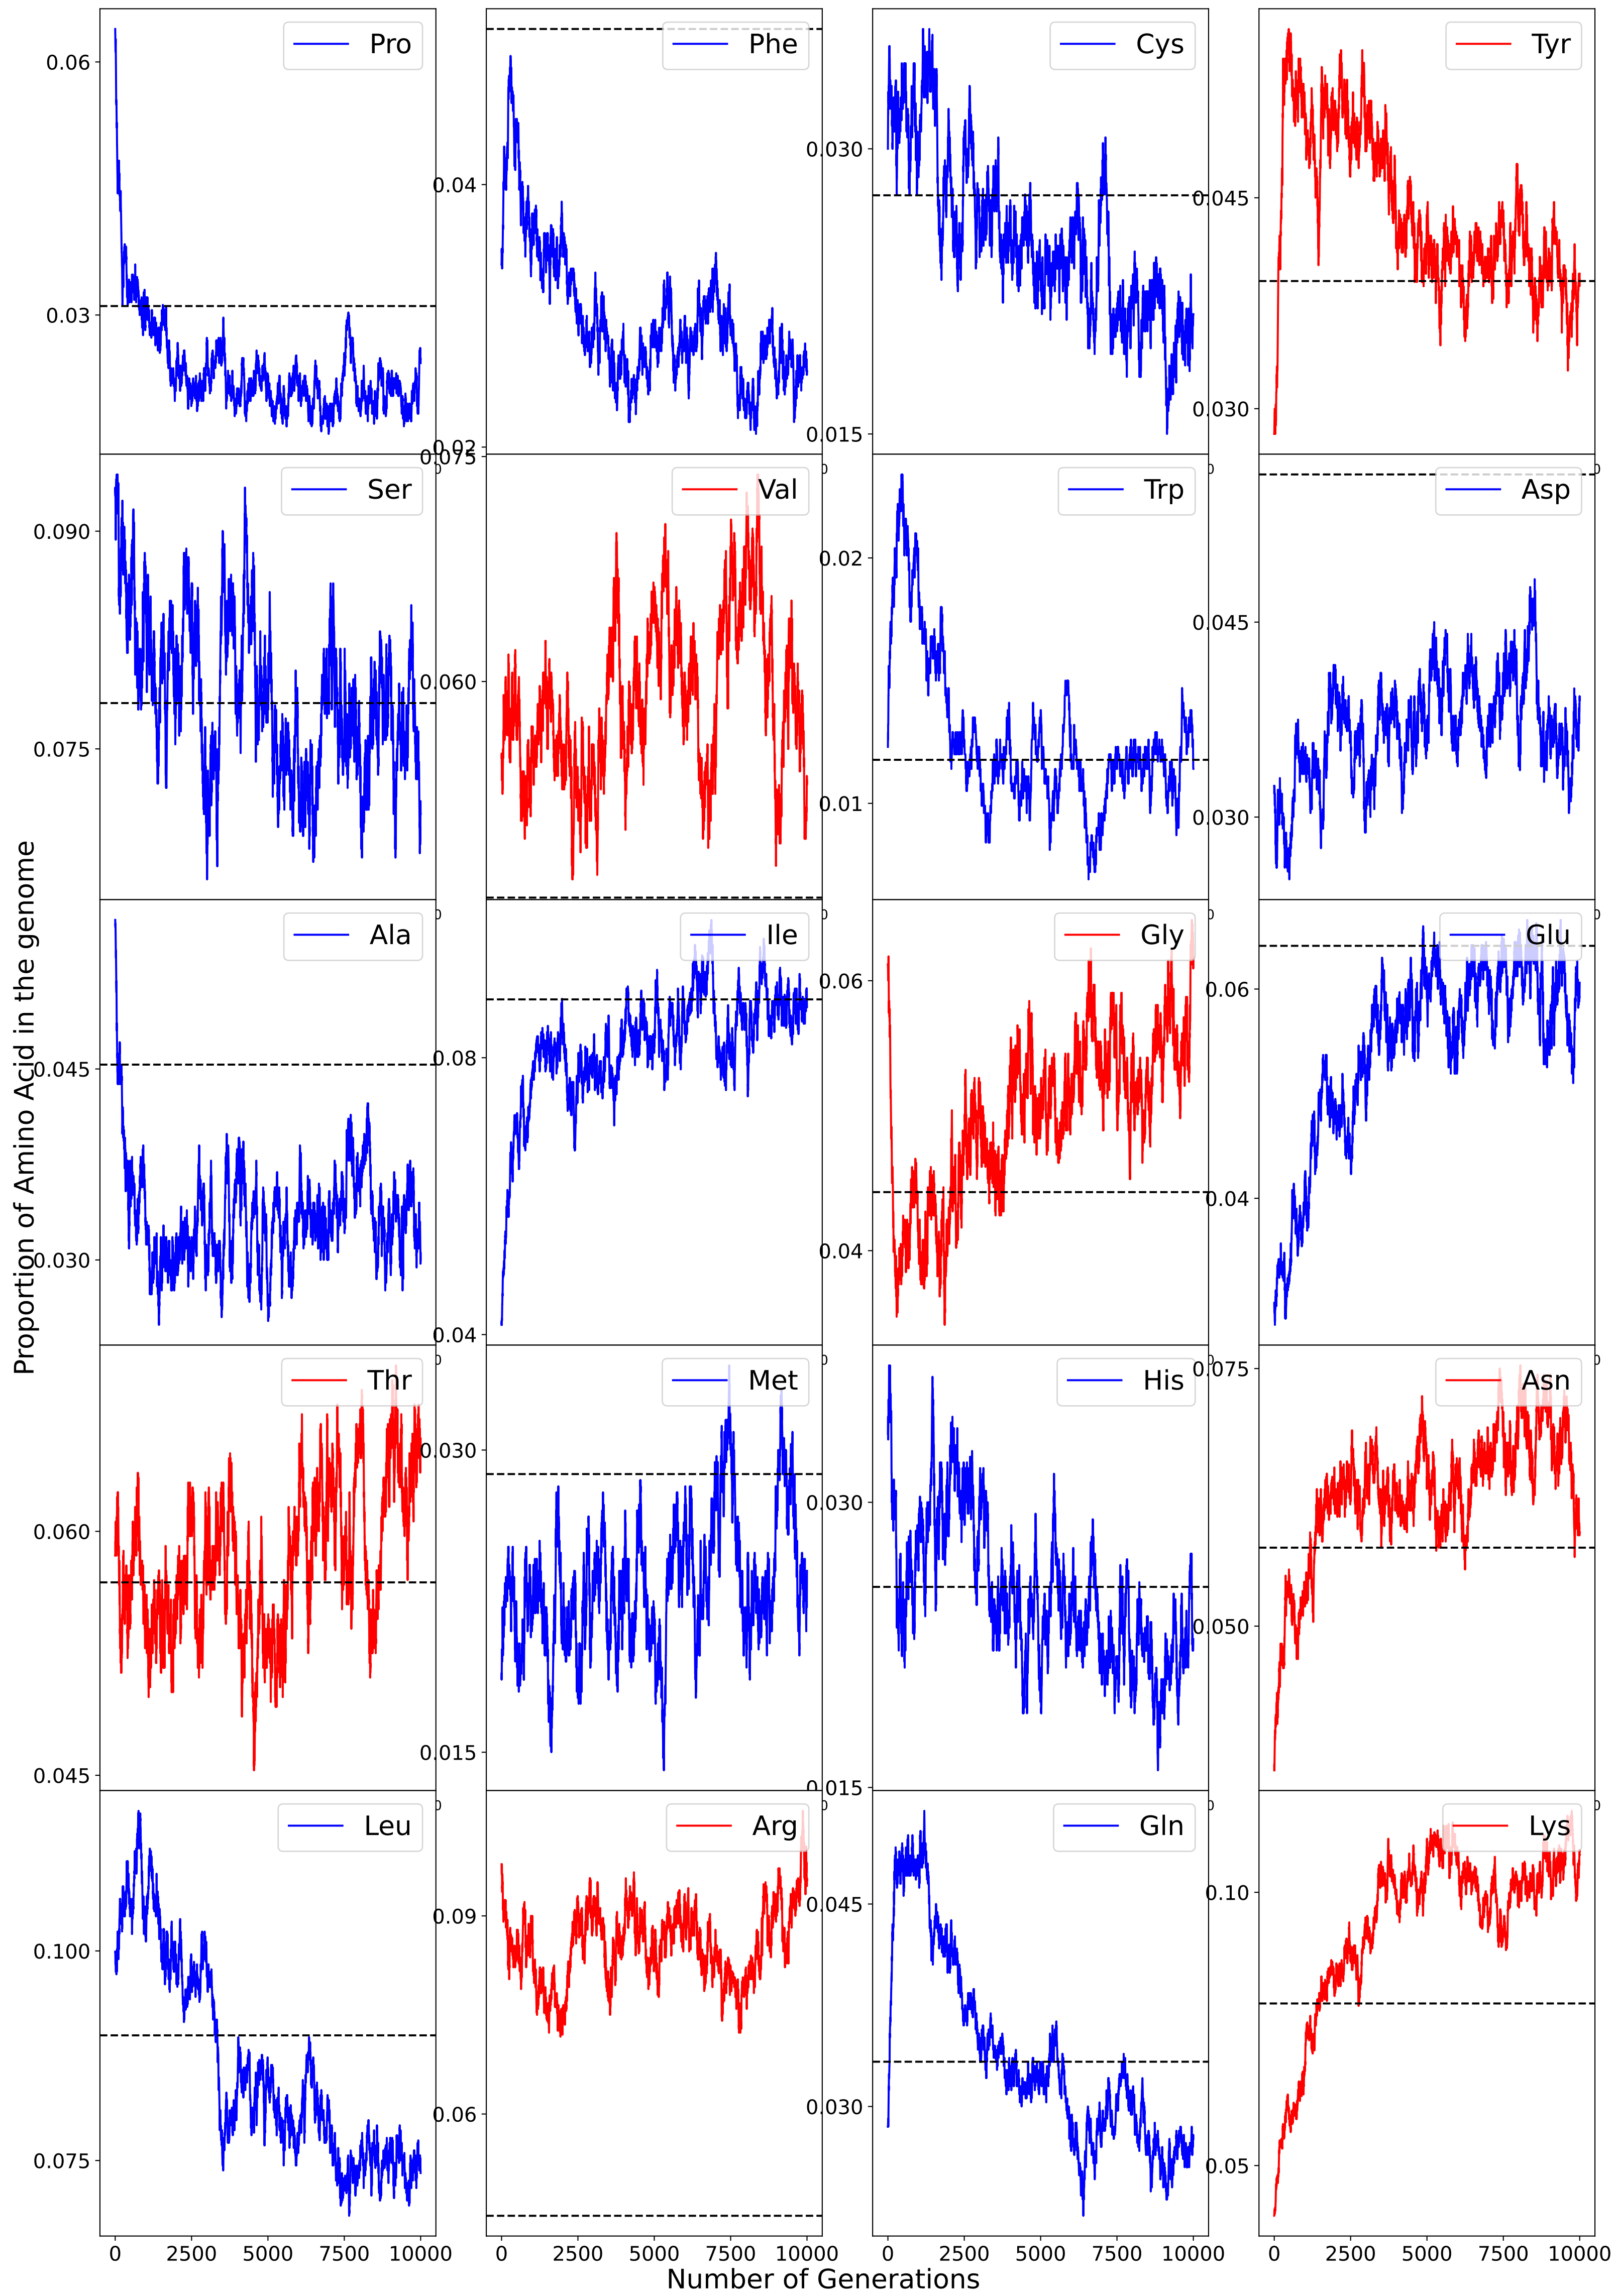 Proportion of Amino Acid in the genome
Pro
0.06
0.03
Phe
0.04
0.02
Cys
0.030
0.015
Tyr
0.045
0.030
Ser
0.090
0.075
Val
0.075
0.060
Trp
0.02
0.01
Asp
0.045
0.030
Ala
0.045
0.030
Ile
0.08
0.04
Gly
0.06
0.04
Glu
0.06
0.04
Thr
0.060
0.045
Met
0.030
0.015
His
0.030
0.015
Asn
0.075
0.050
Leu
0.100
0.075
0 2500 5000 7500 10000
Arg
0.09
0.06
0 2500 5000 7500 10000
Gln
0.045
0.030
0 2500 5000 7500 10000
Lys
0.10
0.05
0 2500 5000 7500 10000
Number of Generations